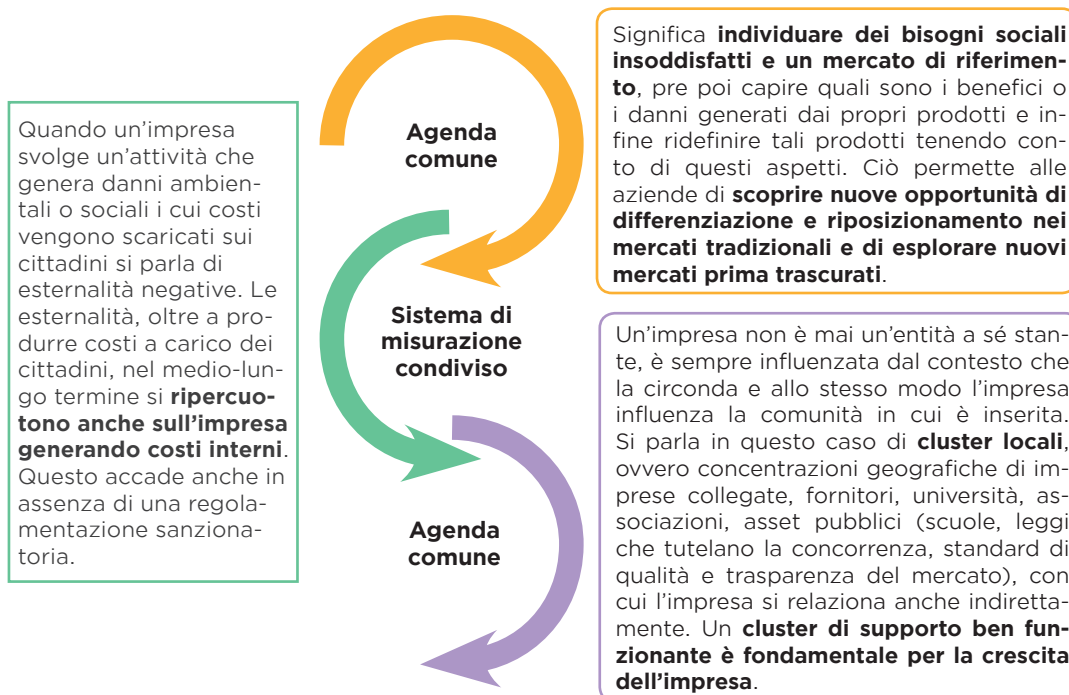 Agenda
comune
Significa individuare dei bisogni sociali
insoddisfatti e un mercato di riferimen-
to, pre poi capire quali sono i benefici o
i danni generati dai propri prodotti e in-
fine ridefinire tali prodotti tenendo con-
to di questi aspetti. Ciò permette alle
aziende di scoprire nuove opportunità di
differenziazione e riposizionamento nei
mercati tradizionali e di esplorare nuovi
mercati prima trascurati.
Quando un'impresa
svolge un'attività che
genera danni ambien-
tali o sociali i cui costi
vengono scaricati sui
cittadini si parla di
esternalità negative. Le
esternalità, oltre a pro-
durre costi a carico dei
cittadini, nel medio-lun-
go termine si ripercuo-
tono anche sull'impresa
generando costi interni.
Questo accade anche in
assenza di una regola-
mentazione sanziona-
toria.
Sistema di
misurazione
condiviso
Agenda
comune
Un'impresa non è mai un'entità a sé stan-
te, è sempre influenzata dal contesto che
la circonda e allo stesso modo l'impresa
influenza la comunità in cui è inserita.
Si parla in questo caso di cluster locali,
ovvero concentrazioni geografiche di im-
prese collegate, fornitori, università, as-
sociazioni, asset pubblici (scuole, leggi
che tutelano la concorrenza, standard di
qualità e trasparenza del mercato), con
cui l'impresa si relaziona anche indiretta-
mente. Un cluster di supporto ben fun-
zionante è fondamentale per la crescita
dell'impresa.